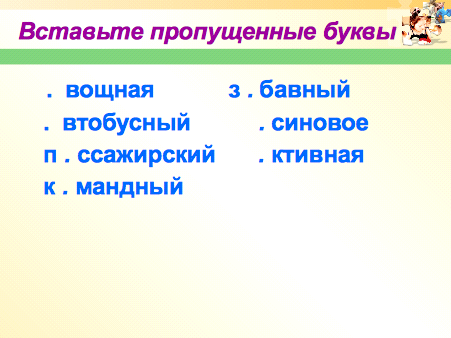 Вставьте пропущенные буквы
. вощная з . бавный
. втобусный . синовое
п . ссажирский . ктивная
к . мандный